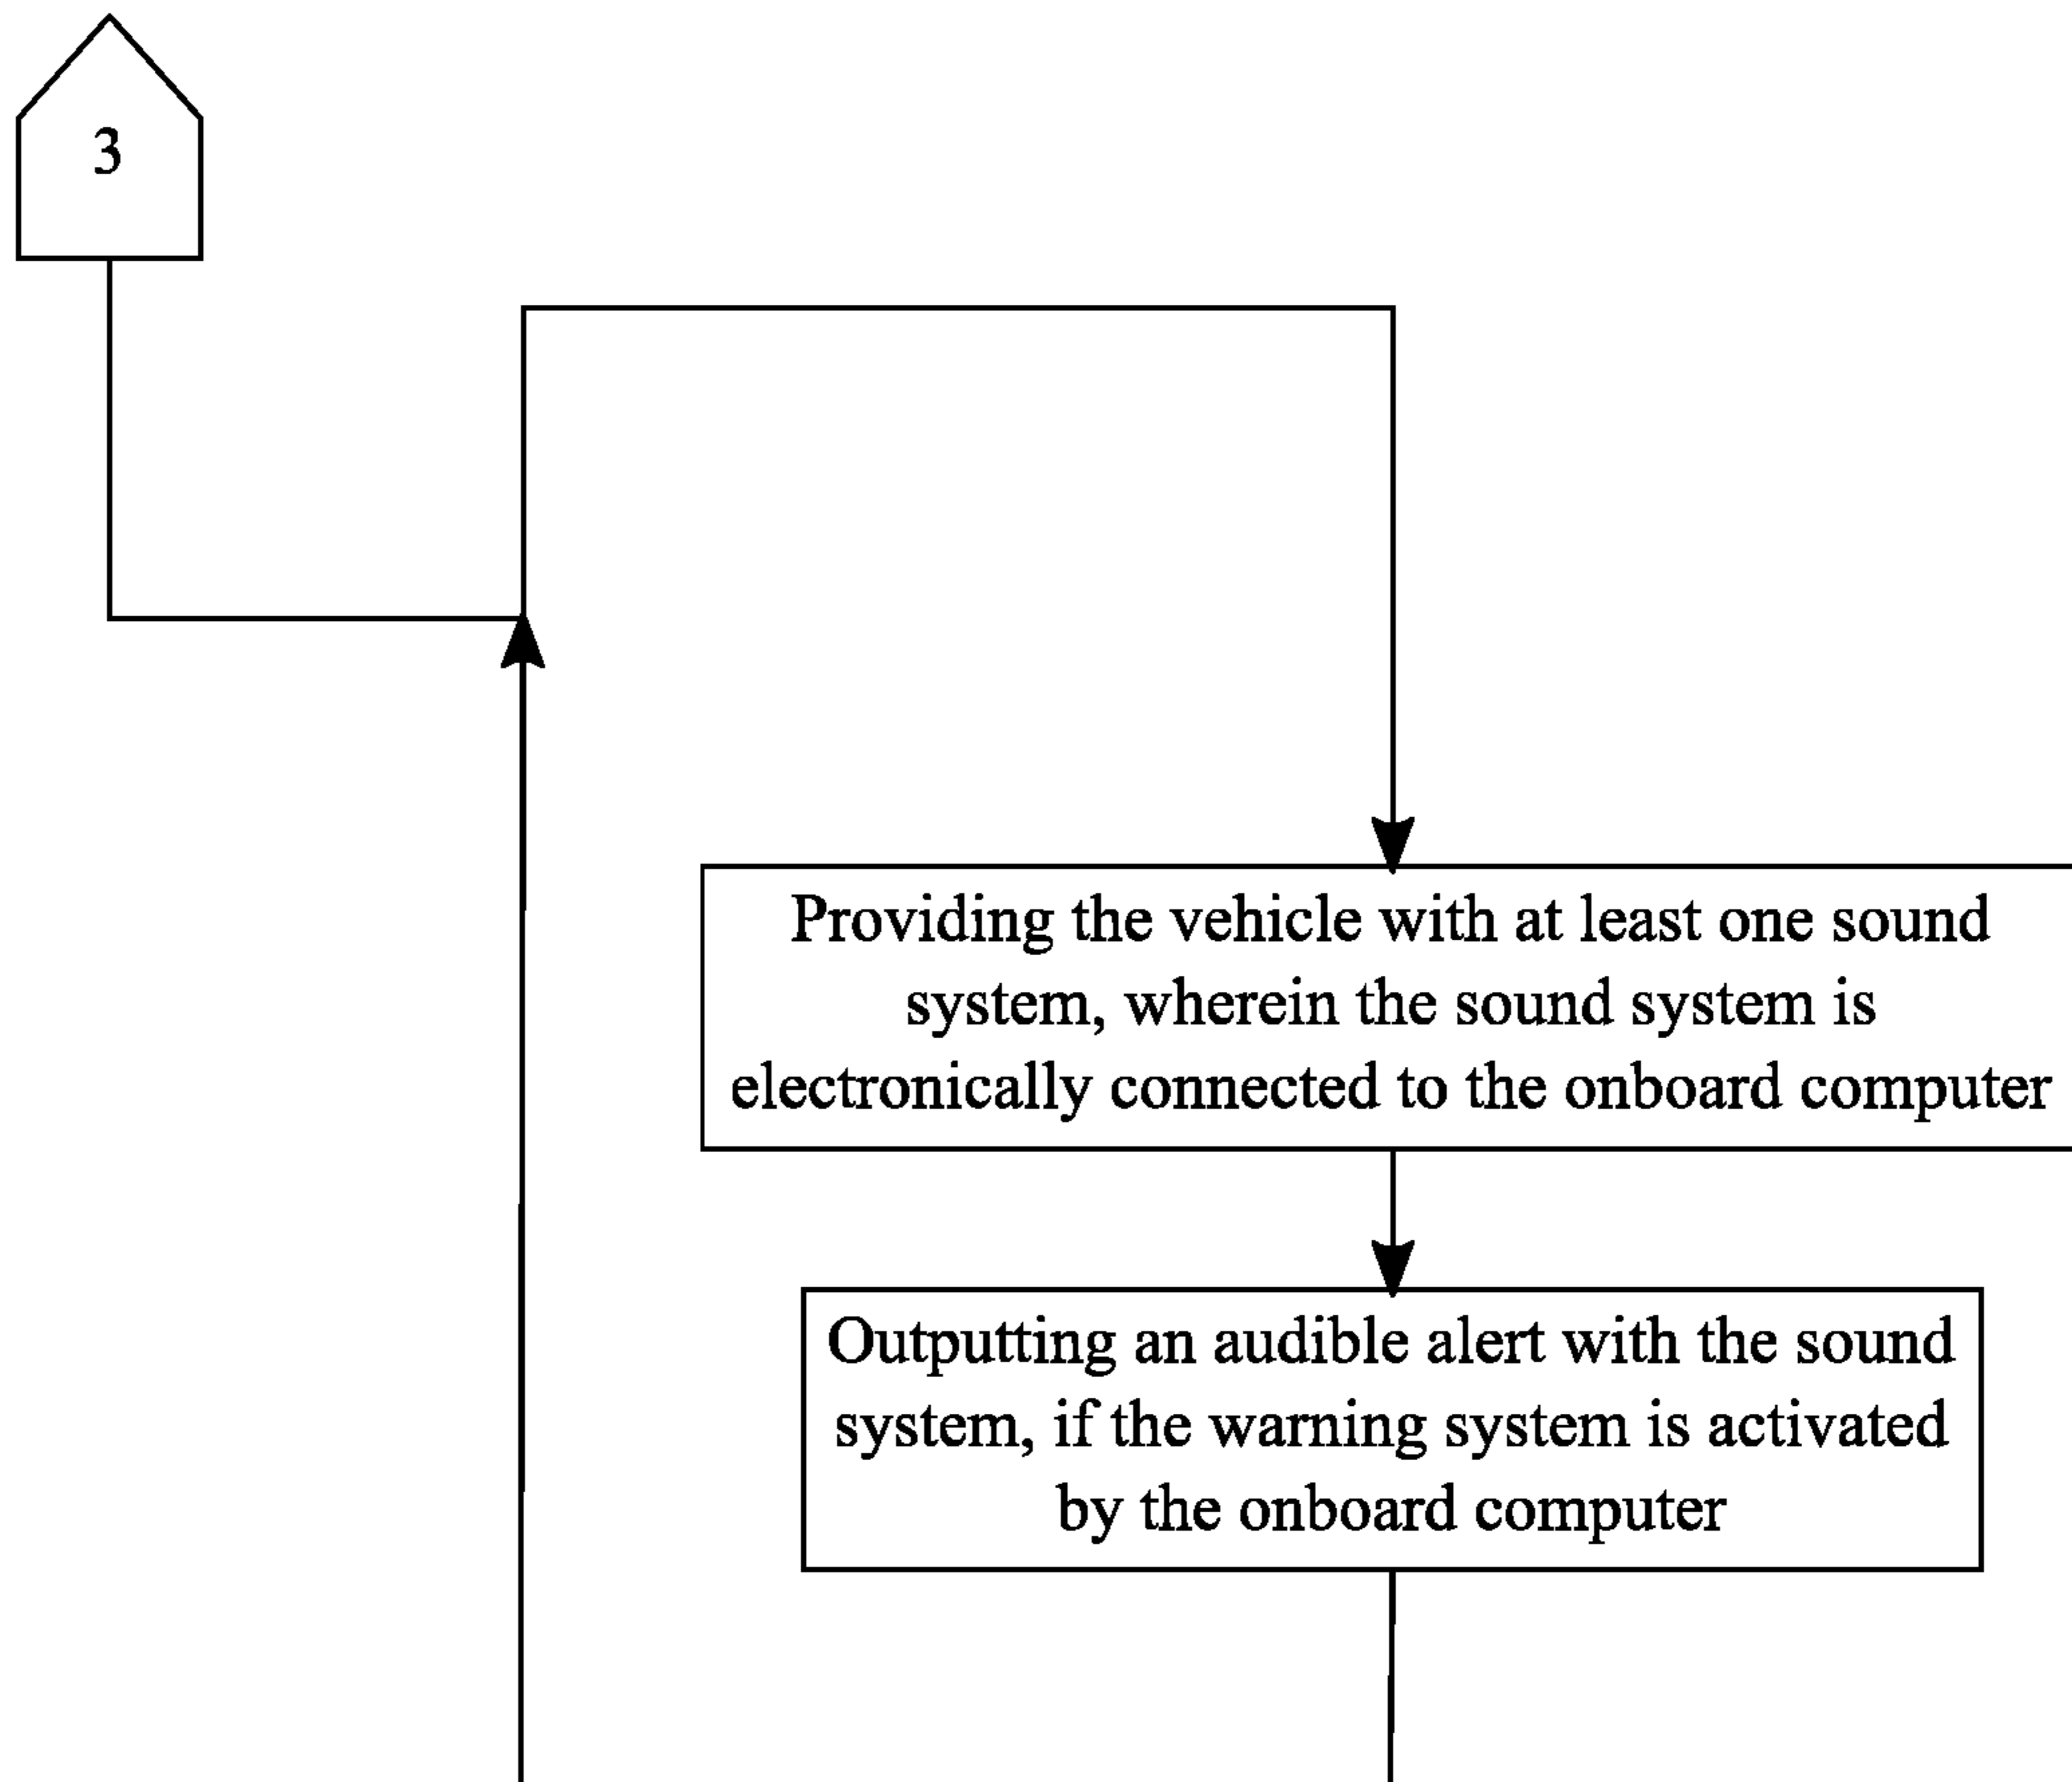 3
Providing the vehicle with at least one sound
system, wherein the sound system is
electronically connected to the onboard computer
Outputting an audible alert with the sound
system, if the warning system is activated
by the onboard computer